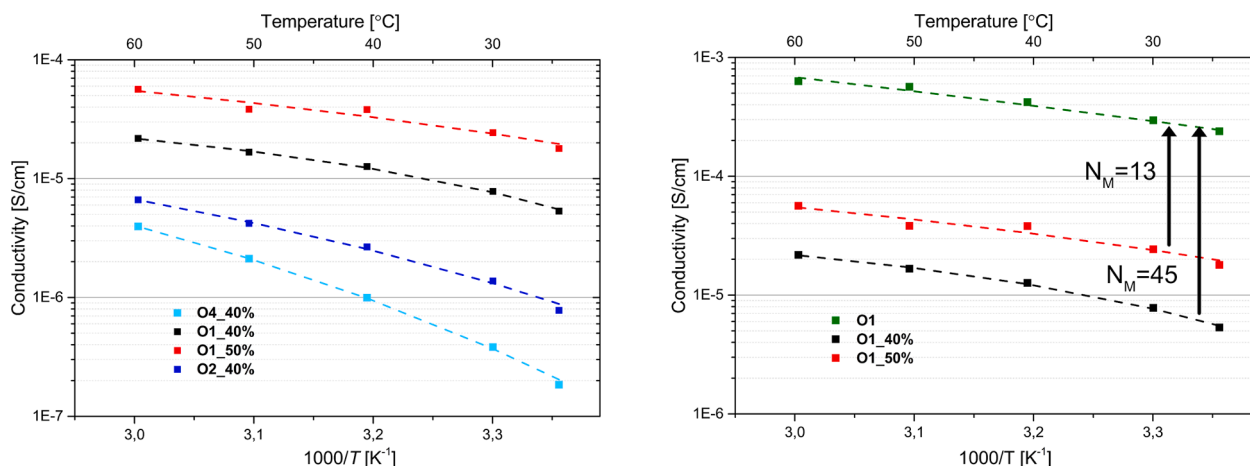 Temperature [°C]
60 50 40 30
1E-4
1E-5
1E-6
1E-7
Conductivity [S/cm]
O4_40%
O1_40%
O1_50%
O2_40%
3,0 3,1 3,2 3,3
1000/T [K⁻¹]
Temperature [°C]
60 50 40 30
1E-3
1E-4
1E-5
1E-6
Conductivity [S/cm]
N_M=13
N_M=45
O1
O1_40%
O1_50%
3,0 3,1 3,2 3,3
1000/T [K⁻¹]